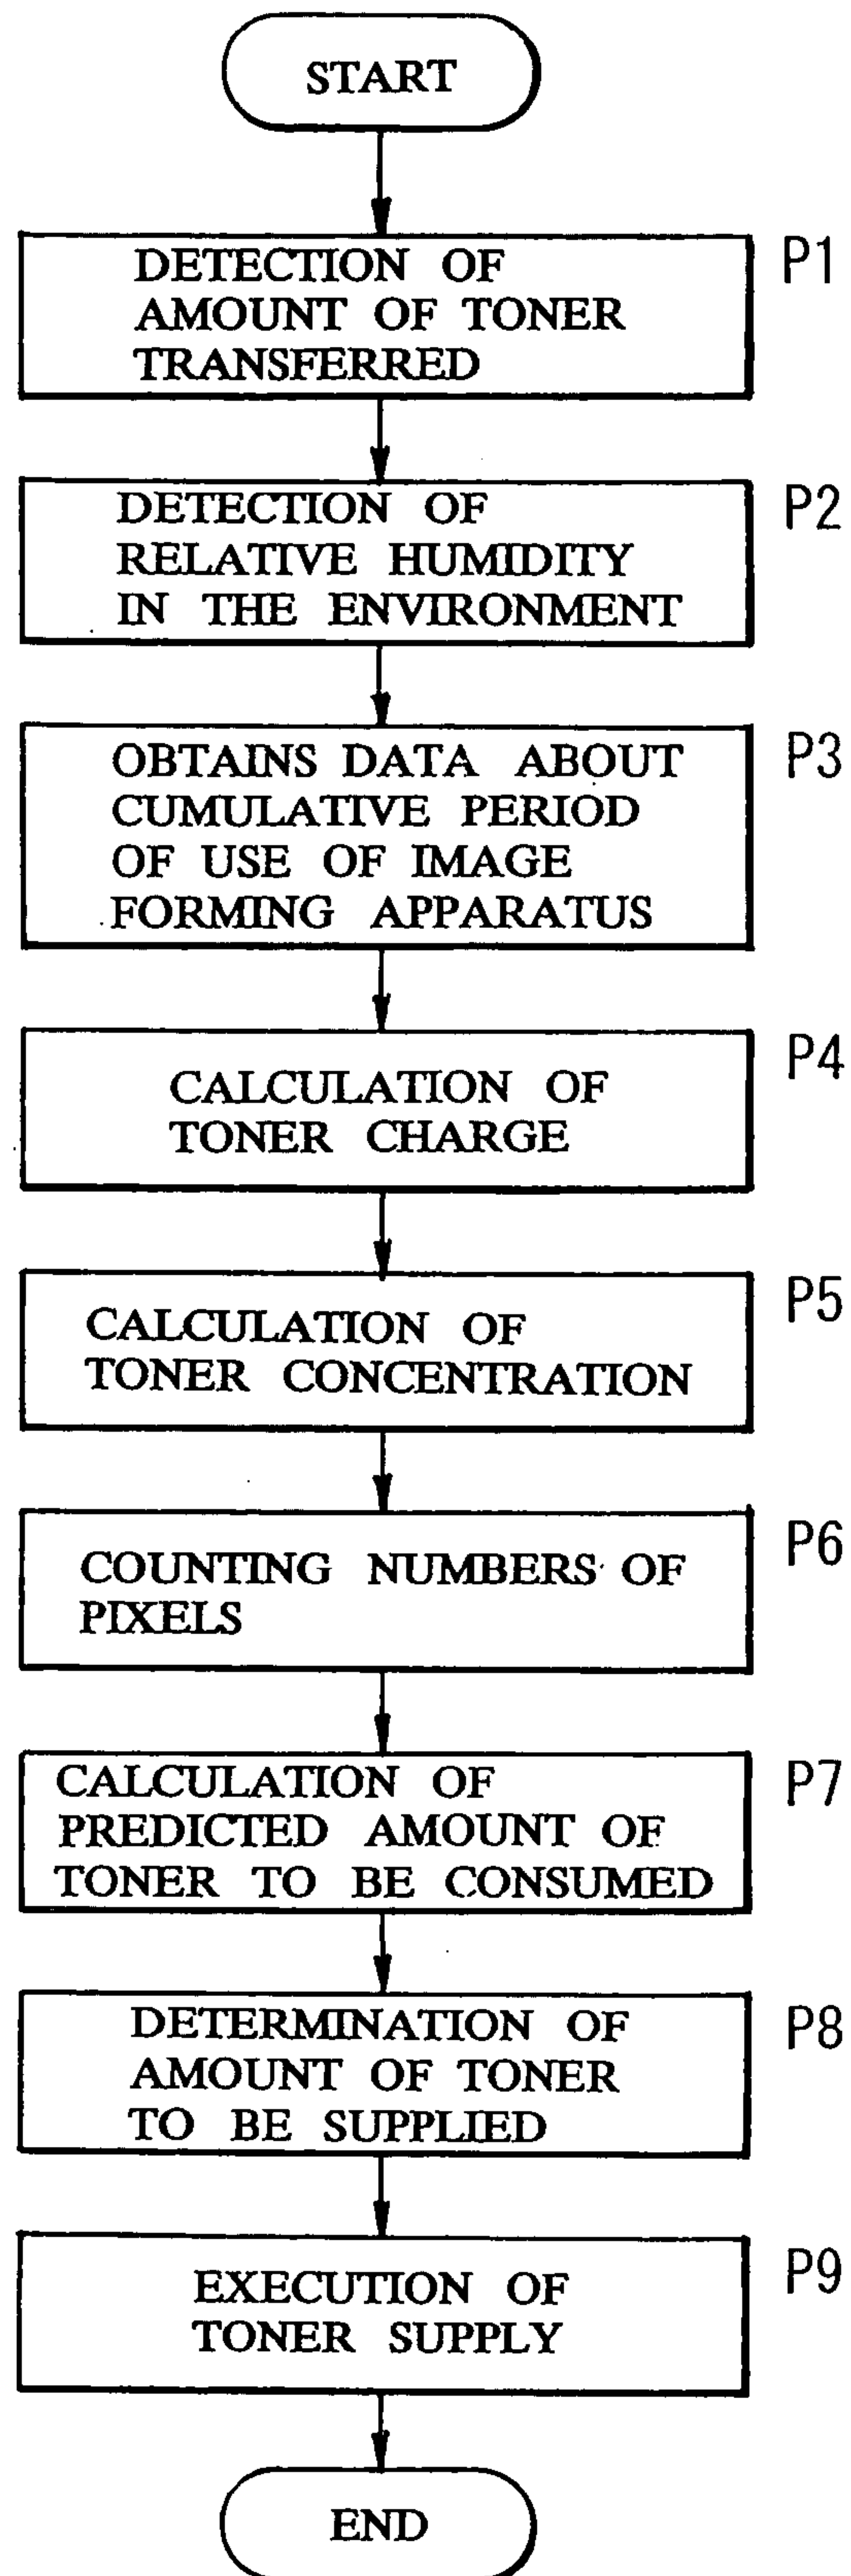 START
P1
DETECTION OF
AMOUNT OF TONER
TRANSFERRED
P2
DETECTION OF
RELATIVE HUMIDITY
IN THE ENVIRONMENT
P3
OBTAINS DATA ABOUT
CUMULATIVE PERIOD
OF USE OF IMAGE
FORMING APPARATUS
P4
CALCULATION OF
TONER CHARGE
P5
CALCULATION OF
TONER CONCENTRATION
P6
COUNTING NUMBERS OF
PIXELS
P7
CALCULATION OF
PREDICTED AMOUNT OF
TONER TO BE CONSUMED
P8
DETERMINATION OF
AMOUNT OF TONER
TO BE SUPPLIED
P9
EXECUTION OF
TONER SUPPLY
END